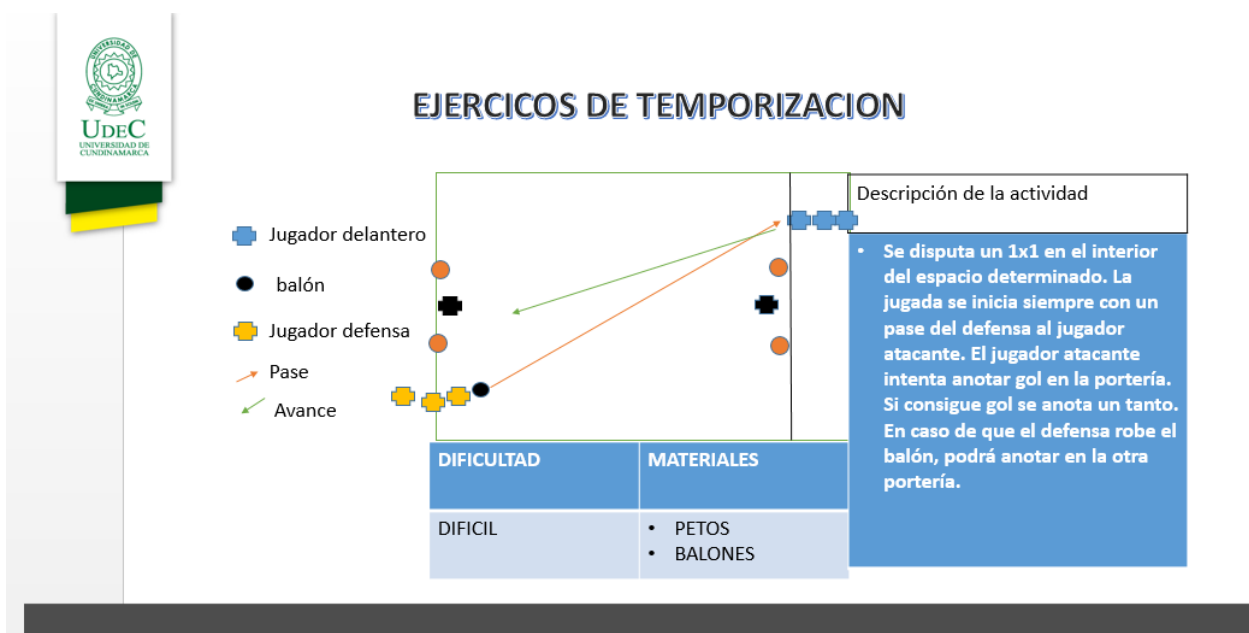 UNIVERSIDAD DE
CUNDINAMARCA
UDEC
UNIVERSIDAD DE
CUNDINAMARCA
EJERCICOS DE TEMPORIZACION
Jugador delantero
balón
Jugador defensa
Pase
Avance
Descripción de la actividad
• Se disputa un 1x1 en el interior
del espacio determinado. La
jugada se inicia siempre con un
pase del defensa al jugador
atacante. El jugador atacante
intenta anotar gol en la portería.
Si consigue gol se anota un tanto.
En caso de que el defensa robe el
balón, podrá anotar en la otra
portería.
DIFICULTAD
MATERIALES
DIFICIL
• PETOS
• BALONES